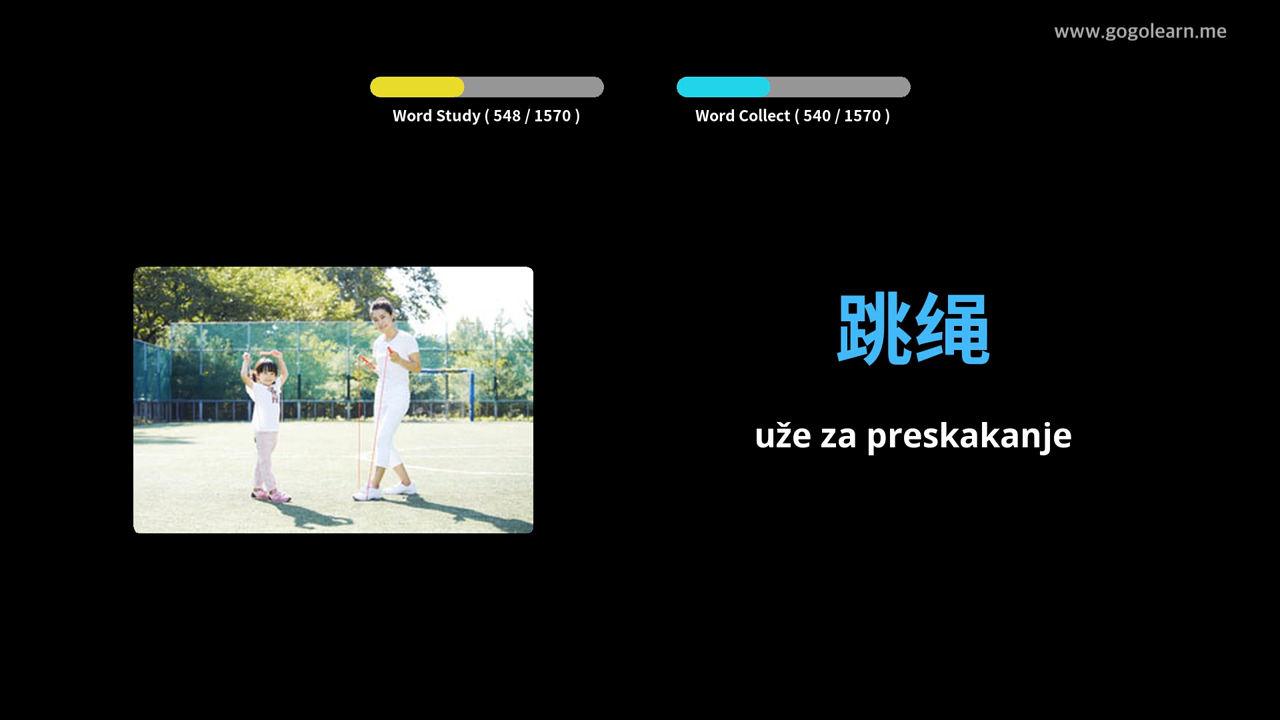 www.gogolearn.me
Word Study ( 548 / 1570 )
Word Collect ( 540 / 1570 )
跳绳
uže za preskakanje